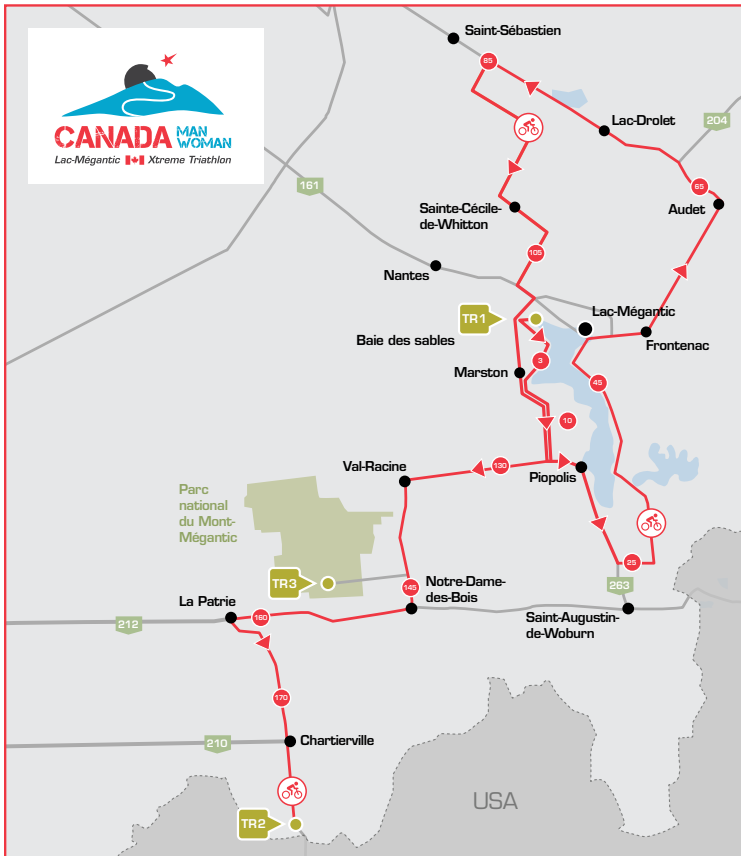 Saint-Sébastien
85
CANADA MAN
WOMAN
Lac-Mégantic Xtreme Triathlon
Lac-Drolet
204
161
65
Sainte-Cécile-
de-Whitton
Audet
105
Nantes
Lac-Mégantic
TR1
Baie des sables
Frontenac
3
Marston
45
10
Val-Racine
130
Piopolis
Parc
national
du Mont-
Mégantic
25
TR3
145
Notre-Dame-
des-Bois
263
La Patrie
160
212
Saint-Augustin-
de-Woburn
170
210
Chartierville
USA
TR2